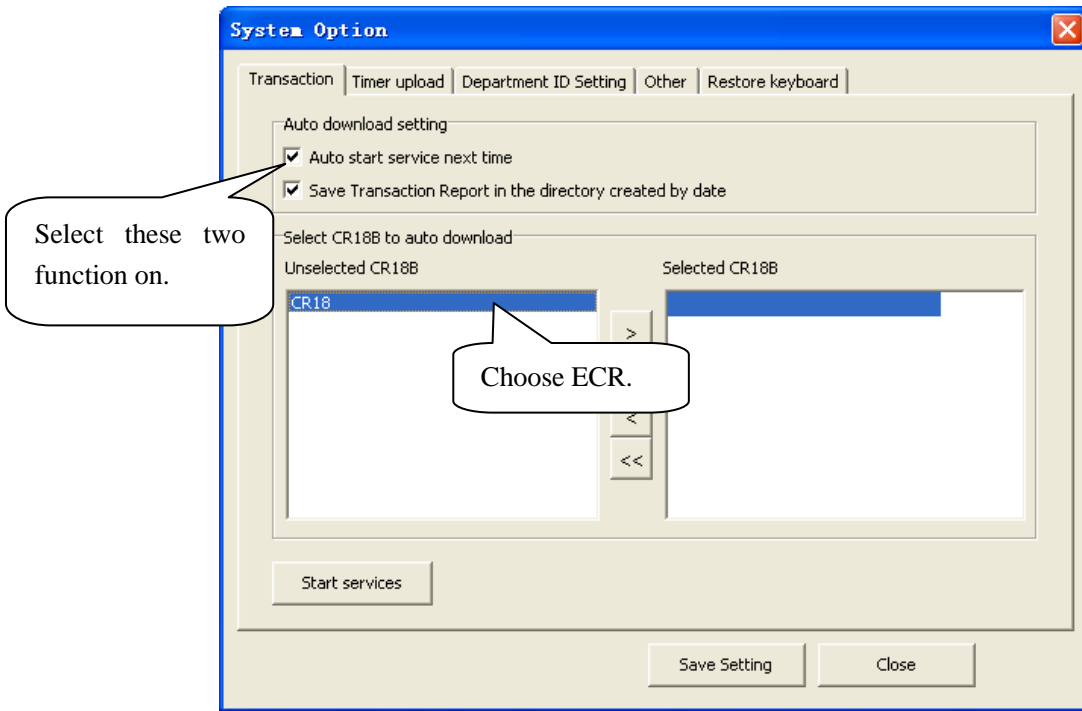 System Option
Transaction Timer upload Department ID Setting Other Restore keyboard
Auto download setting
Auto start service next time
Save Transaction Report in the directory created by date
Select these two
function on.
Select CR18B to auto download
Unselected CR18B Selected CR18B
CR18
>
Choose ECR.
<
<<
Start services
Save Setting Close